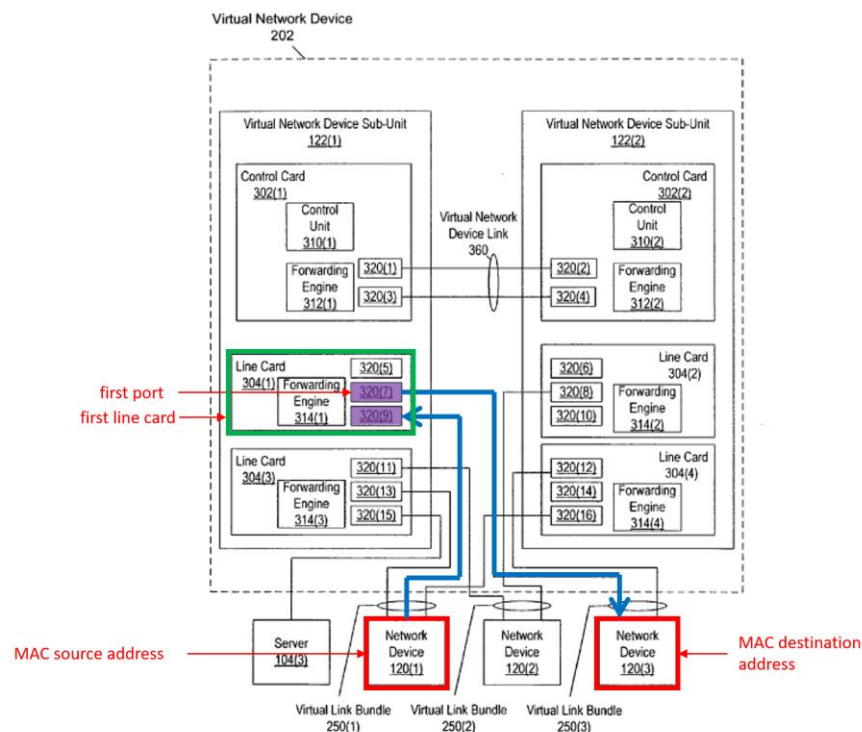 Virtual Network Device
202
Virtual Network Device Sub-Unit
122(1)
Control Card
302(1)
Control
Unit
310(1)
Forwarding
Engine
312(1)
320(1)
320(3)
Virtual Network
Device Link
360
Virtual Network Device Sub-Unit
122(2)
Control Card
302(2)
Control
Unit
310(2)
320(2)
320(4)
Forwarding
Engine
312(2)
first port
first line card
Line Card
304(1)
Forwarding
Engine
314(1)
320(5)
320(7)
320(9)
Line Card
304(2)
320(6)
320(8)
320(10)
Forwarding
Engine
314(2)
Line Card
304(3)
Forwarding
Engine
314(3)
320(11)
320(13)
320(15)
Line Card
304(4)
320(12)
320(14)
320(16)
Forwarding
Engine
314(4)
MAC source address
Server
104(3)
Network
Device
120(1)
Network
Device
120(2)
Network
Device
120(3)
MAC destination
address
Virtual Link Bundle
250(1)
Virtual Link Bundle
250(2)
Virtual Link Bundle
250(3)